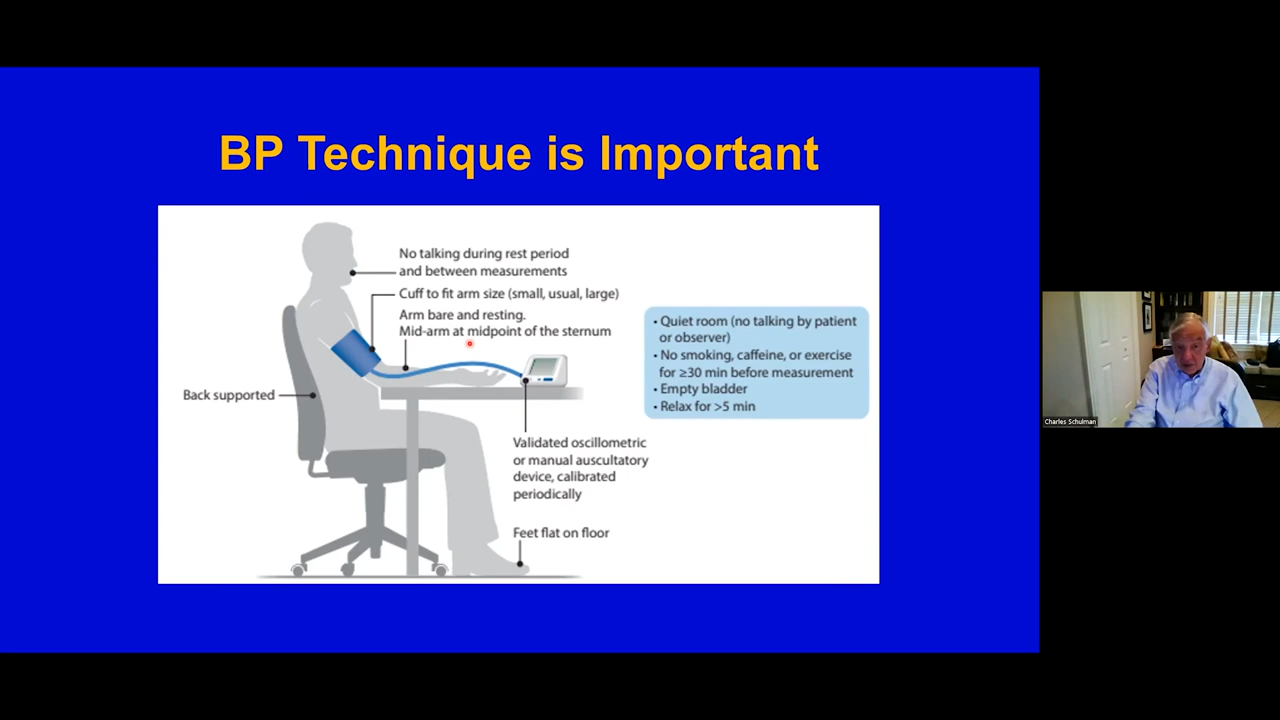 BP Technique is Important
No talking during rest period
and between measurements
Cuff to fit arm size (small, usual, large)
Arm bare and resting.
Mid-arm at midpoint of the sternum
• Quiet room (no talking by patient
or observer)
• No smoking, caffeine, or exercise
for ≥30 min before measurement
• Empty bladder
• Relax for >5 min
Back supported
Validated oscillometric
or manual auscultatory
device, calibrated
periodically
Feet flat on floor
Charles Schulman